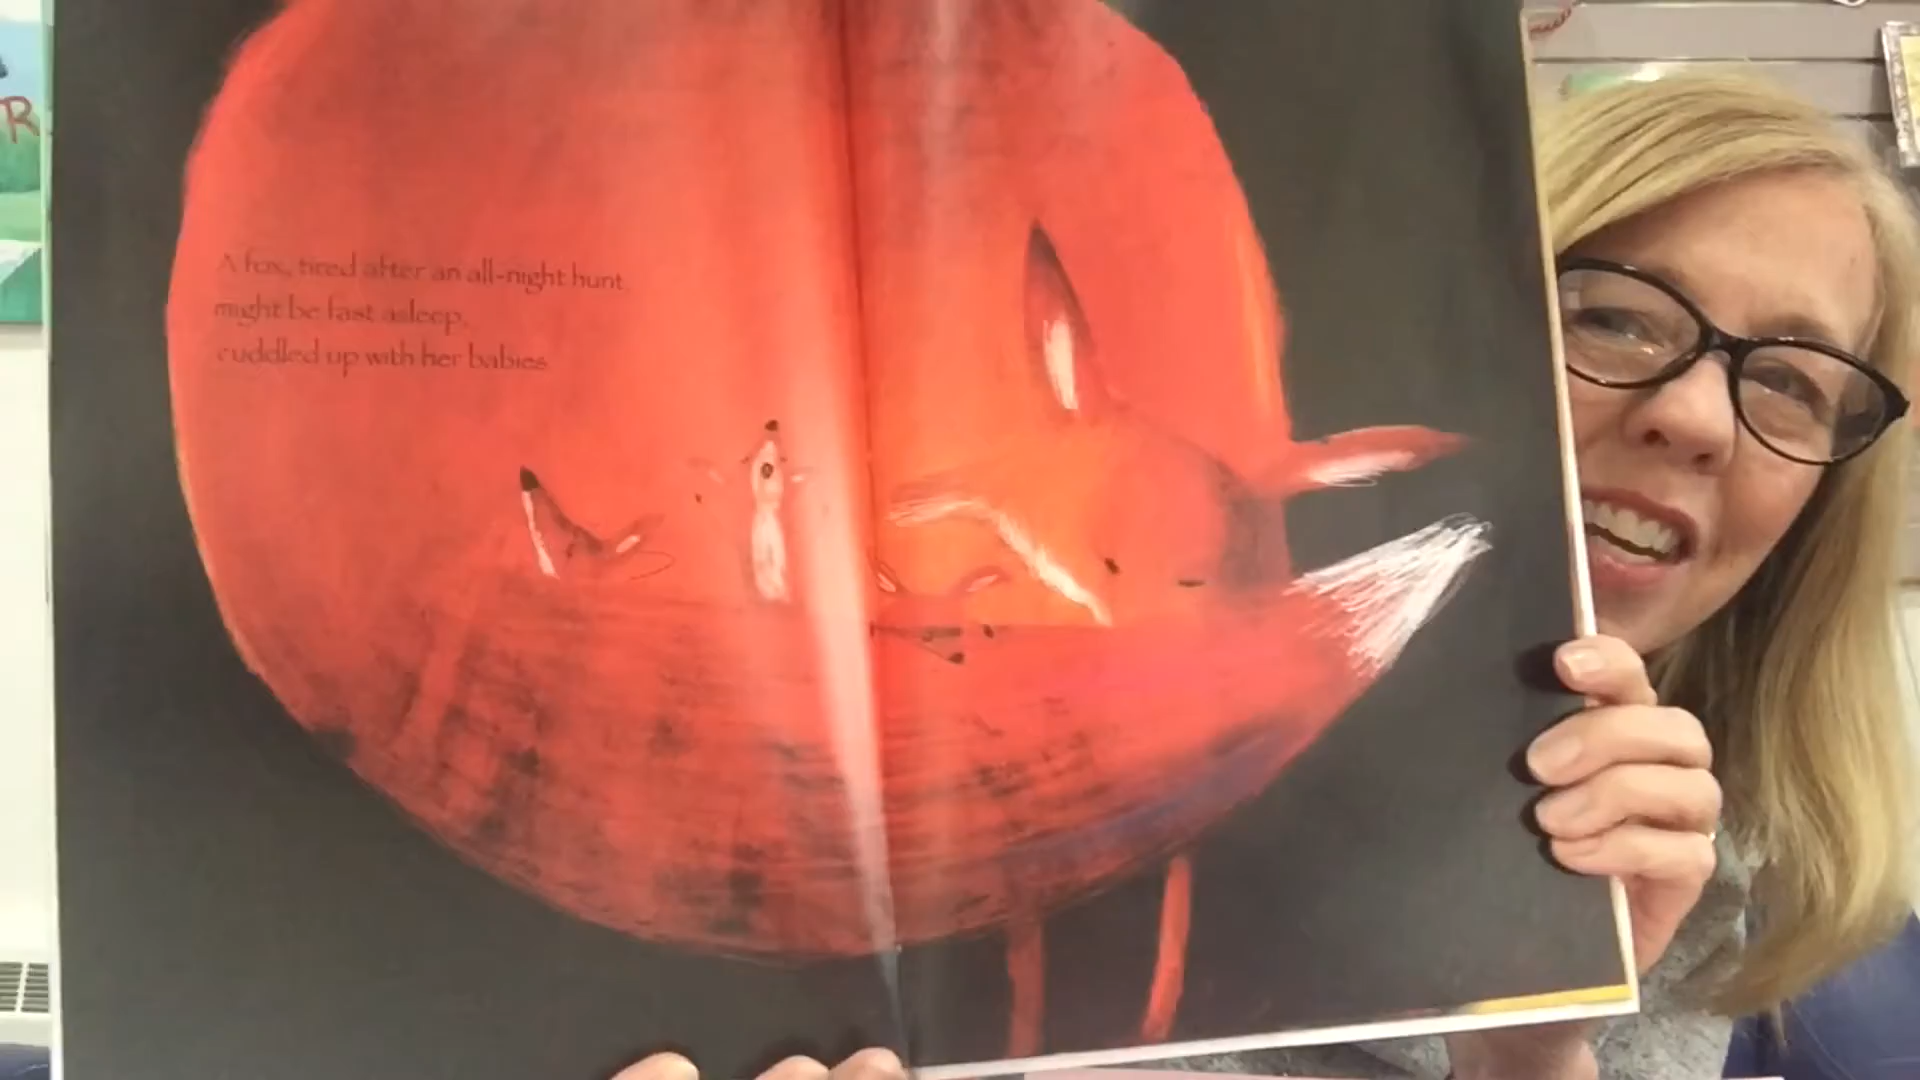 A fox, tired after an all-night hunt,
might be fast asleep,
cuddled up with her babies.
R